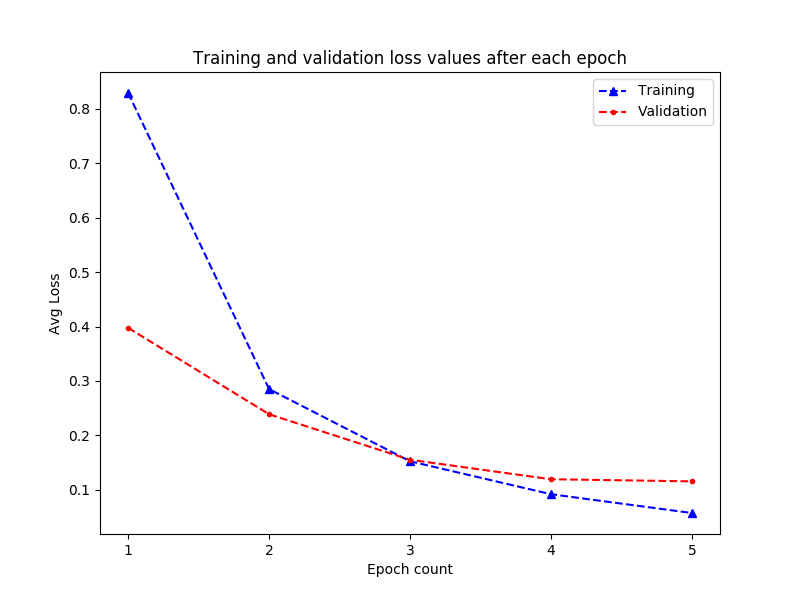 Training and validation loss values after each epoch
Training
Validation
0.8
0.7
0.6
0.5
0.4
0.3
0.2
0.1
Avg Loss
1 2 3 4 5
Epoch count